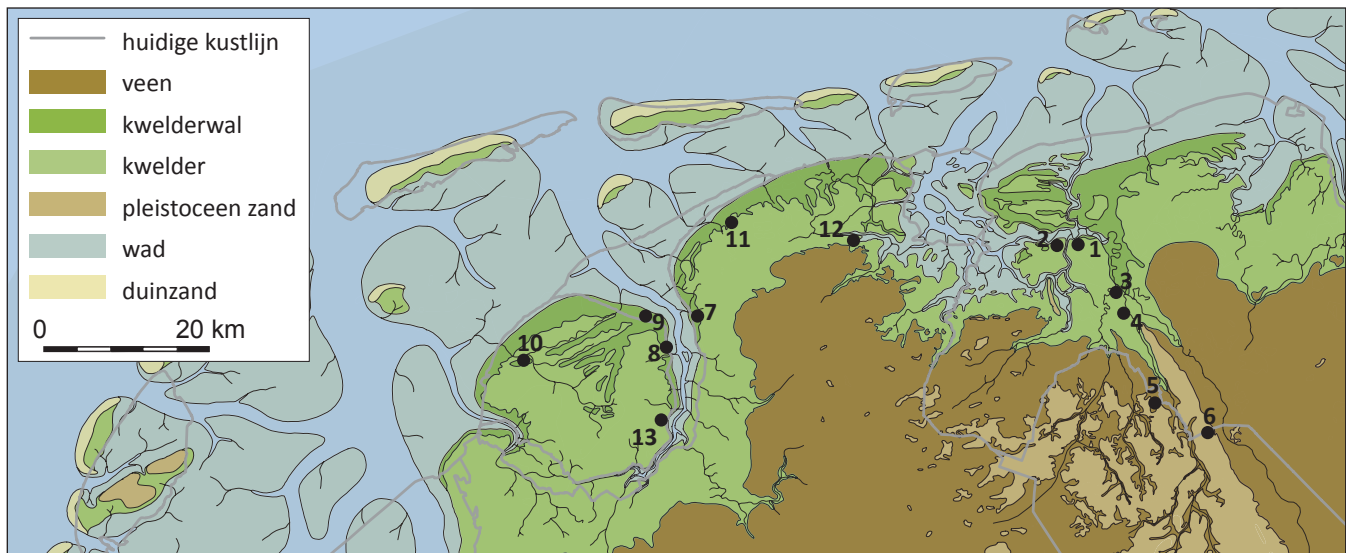 huidige kustlijn
veen
kwelderwal
kwelder
pleistoceen zand
wad
duinzand
0 20 km
11
12
2
1
3
4
9
7
8
10
13
5
6